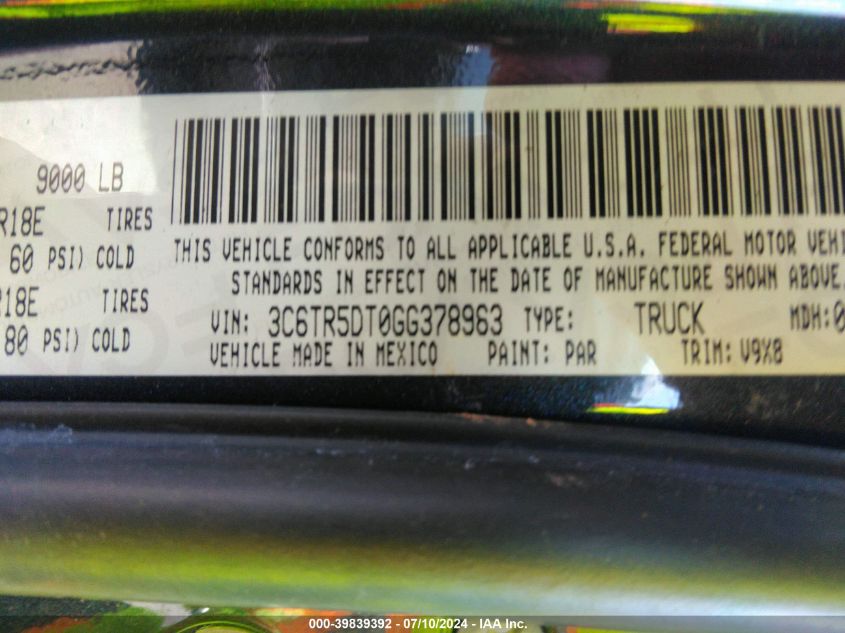 9000 LB
R18E TIRES
60 PSI) COLD
THIS VEHICLE CONFORMS TO ALL APPLICABLE U.S.A. FEDERAL MOTOR VEHI
STANDARDS IN EFFECT ON THE DATE OF MANUFACTURE SHOWN ABOVE.
R18E TIRES
80 PSI) COLD
VIN: 3C6TR5DT0GG378963 TYPE: TRUCK MDH:0
VEHICLE MADE IN MEXICO PAINT: PAR TRIM: V9X8
000-39839392 - 07/10/2024 - IAA Inc.